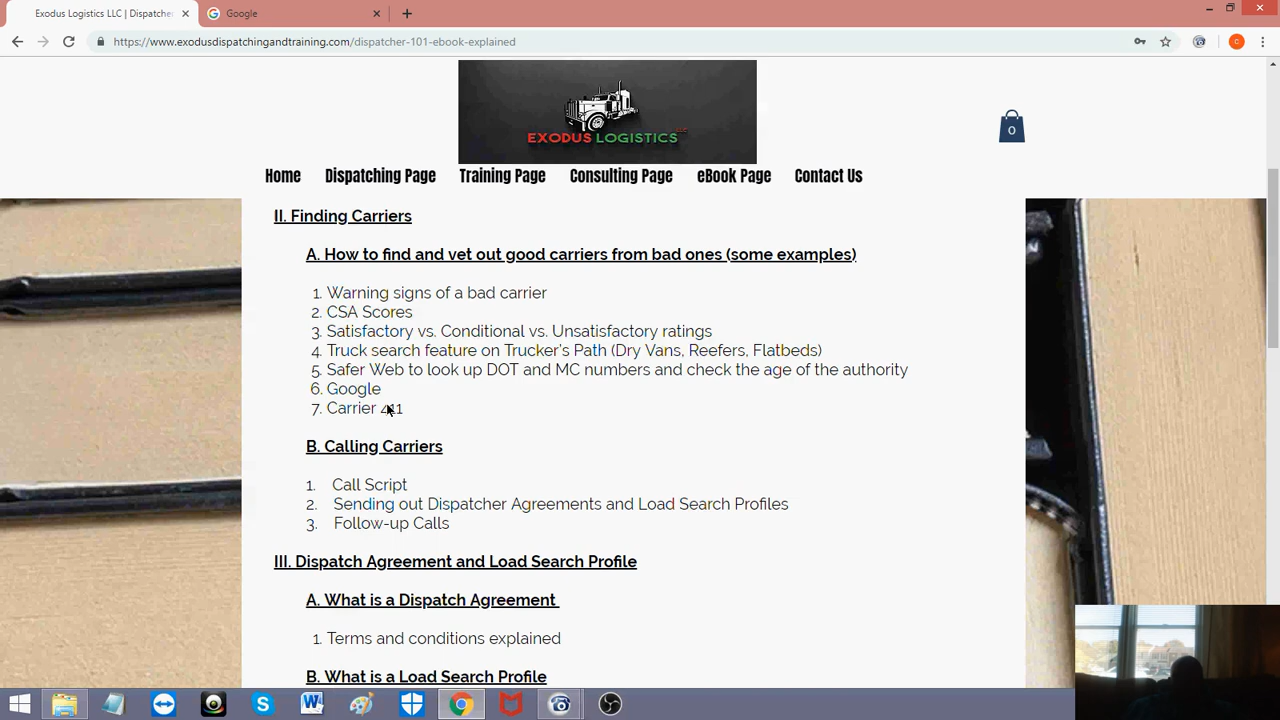 Exodus Logistics LLC | Dispatche
Google
https://www.exodusdispatchingandtraining.com/dispatcher-101-ebook-explained
C
EXODUS LOGISTICS LLC
0
Home Dispatching Page Training Page Consulting Page eBook Page Contact Us
II. Finding Carriers
A. How to find and vet out good carriers from bad ones (some examples)
1. Warning signs of a bad carrier
2. CSA Scores
3. Satisfactory vs. Conditional vs. Unsatisfactory ratings
4. Truck search feature on Trucker's Path (Dry Vans, Reefers, Flatbeds)
5. Safer Web to look up DOT and MC numbers and check the age of the authority
6. Google
7. Carrier 411
B. Calling Carriers
1. Call Script
2. Sending out Dispatcher Agreements and Load Search Profiles
3. Follow-up Calls
III. Dispatch Agreement and Load Search Profile
A. What is a Dispatch Agreement
1. Terms and conditions explained
B. What is a Load Search Profile